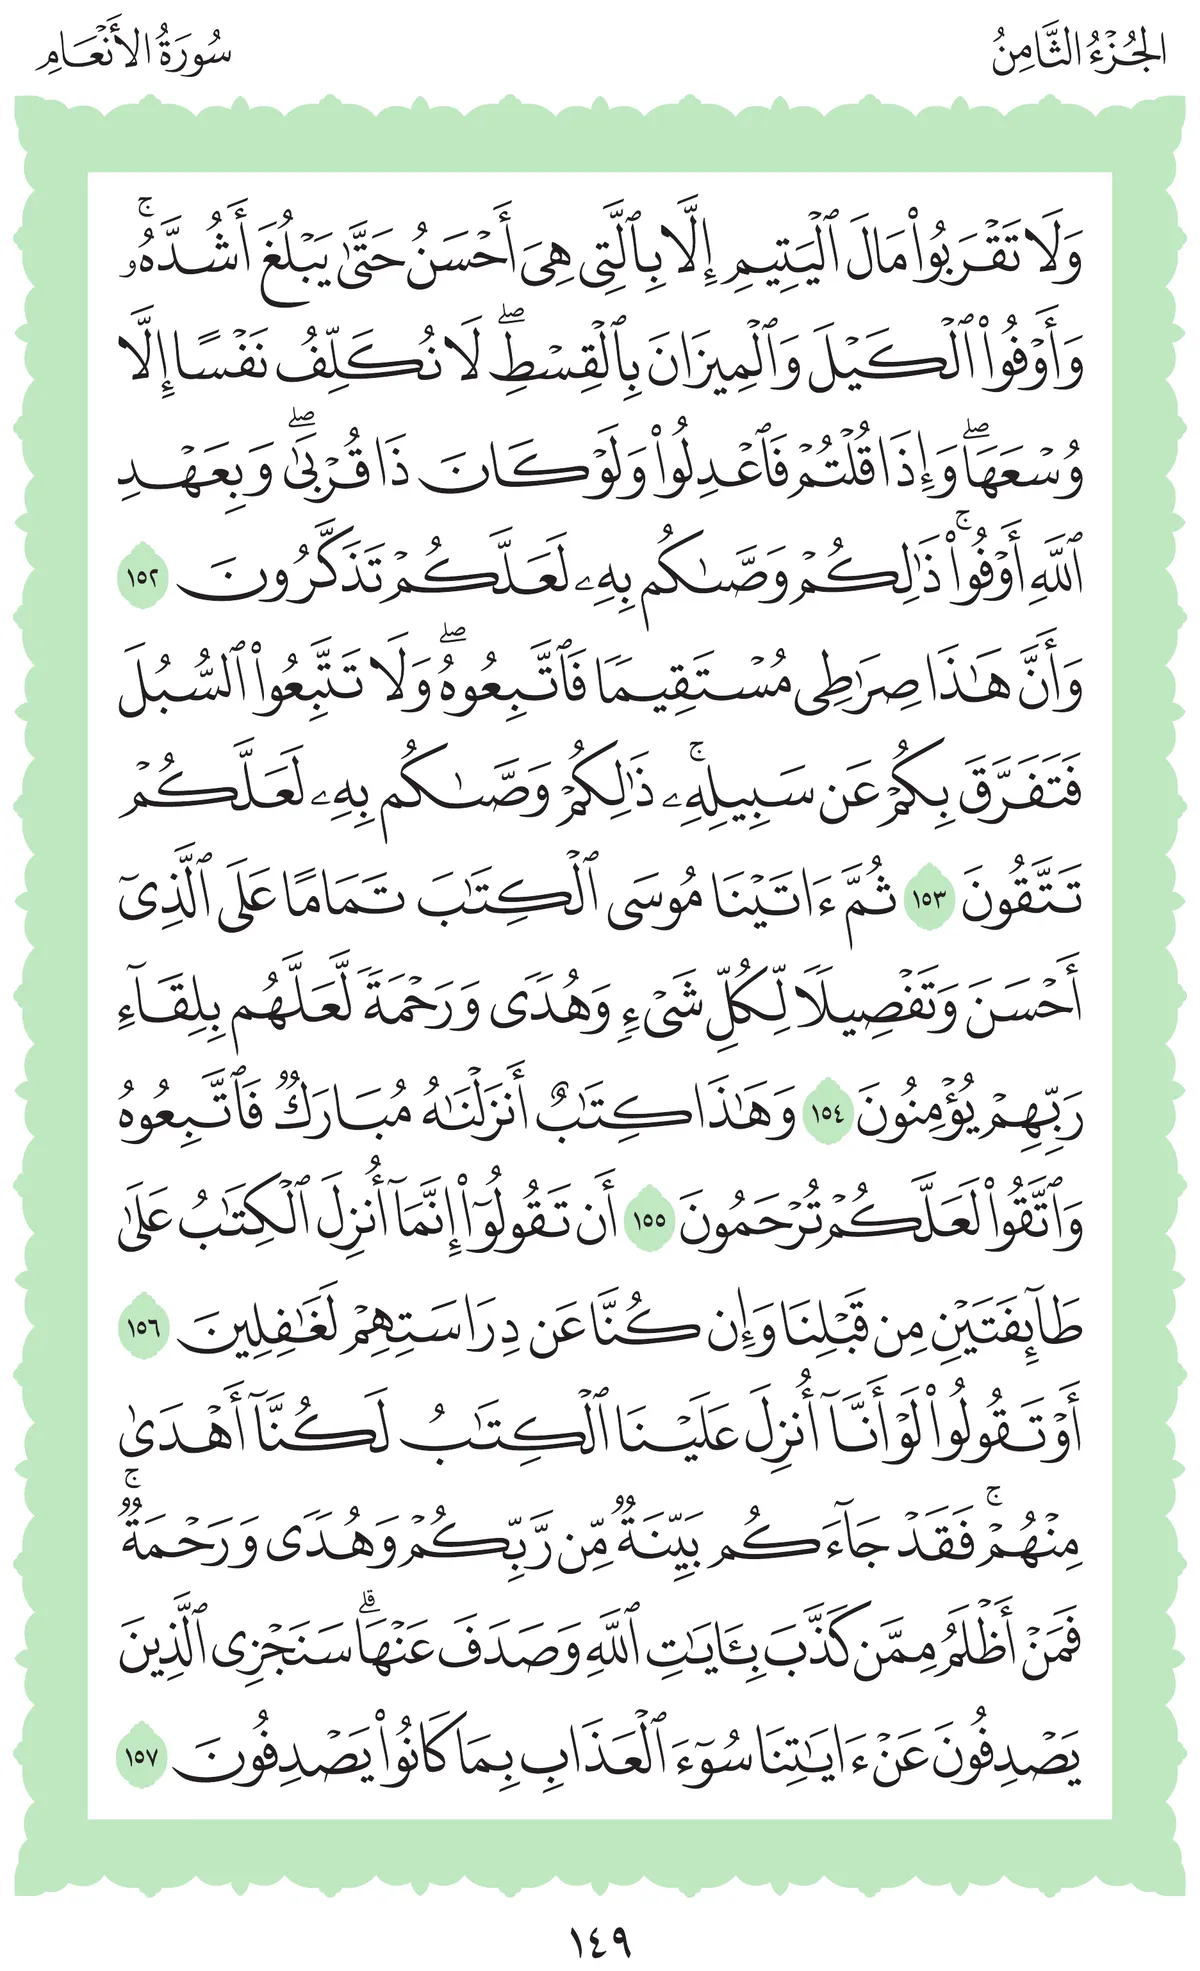 الجُزْءُ الثَّامِنُ
سُورَةُ الأَنْعَامِ
وَلَا تَقْرَبُوا۟ مَالَ ٱلْيَتِيمِ إِلَّا بِٱلَّتِى هِىَ أَحْسَنُ حَتَّىٰ يَبْلُغَ أَشُدَّهُۥۚ
وَأَوْفُوا۟ ٱلْكَيْلَ وَٱلْمِيزَانَ بِٱلْقِسْطِۖ لَا نُكَلِّفُ نَفْسًا إِلَّا
وُسْعَهَاۖ وَإِذَا قُلْتُمْ فَٱعْدِلُوا۟ وَلَوْ كَانَ ذَا قُرْبَىٰۖ وَبِعَهْدِ
ٱللَّهِ أَوْفُوا۟ۚ ذَٰلِكُمْ وَصَّىٰكُم بِهِۦ لَعَلَّكُمْ تَذَكَّرُونَ ١٥٢
وَأَنَّ هَـٰذَا صِرَٰطِى مُسْتَقِيمًا فَٱتَّبِعُوهُۖ وَلَا تَتَّبِعُوا۟ ٱلسُّبُلَ
فَتَفَرَّقَ بِكُمْ عَن سَبِيلِهِۦۚ ذَٰلِكُمْ وَصَّىٰكُم بِهِۦ لَعَلَّكُمْ
تَتَّقُونَ ١٥٣ ثُمَّ ءَاتَيْنَا مُوسَى ٱلْكِتَـٰبَ تَمَامًا عَلَى ٱلَّذِىٓ
أَحْسَنَ وَتَفْصِيلًا لِّكُلِّ شَىْءٍ وَهُدًى وَرَحْمَةً لَّعَلَّهُم بِلِقَآءِ
رَبِّهِمْ يُؤْمِنُونَ ١٥٤ وَهَـٰذَا كِتَـٰبٌ أَنزَلْنَـٰهُ مُبَارَكٌ فَٱتَّبِعُوهُ
وَٱتَّقُوا۟ لَعَلَّكُمْ تُرْحَمُونَ ١٥٥ أَن تَقُولُوٓا۟ إِنَّمَآ أُنزِلَ ٱلْكِتَـٰبُ عَلَىٰ
طَآئِفَتَيْنِ مِن قَبْلِنَا وَإِن كُنَّا عَن دِرَاسَتِهِمْ لَغَـٰفِلِينَ ١٥٦
أَوْ تَقُولُوا۟ لَوْ أَنَّآ أُنزِلَ عَلَيْنَا ٱلْكِتَـٰبُ لَكُنَّآ أَهْدَىٰ
مِنْهُمْۚ فَقَدْ جَآءَكُم بَيِّنَةٌ مِّن رَّبِّكُمْ وَهُدًى وَرَحْمَةٌۚ
فَمَنْ أَظْلَمُ مِمَّن كَذَّبَ بِـَٔايَـٰتِ ٱللَّهِ وَصَدَفَ عَنْهَاۗ سَنَجْزِى ٱلَّذِينَ
يَصْدِفُونَ عَنْ ءَايَـٰتِنَا سُوٓءَ ٱلْعَذَابِ بِمَا كَانُوا۟ يَصْدِفُونَ ١٥٧
١٤٩